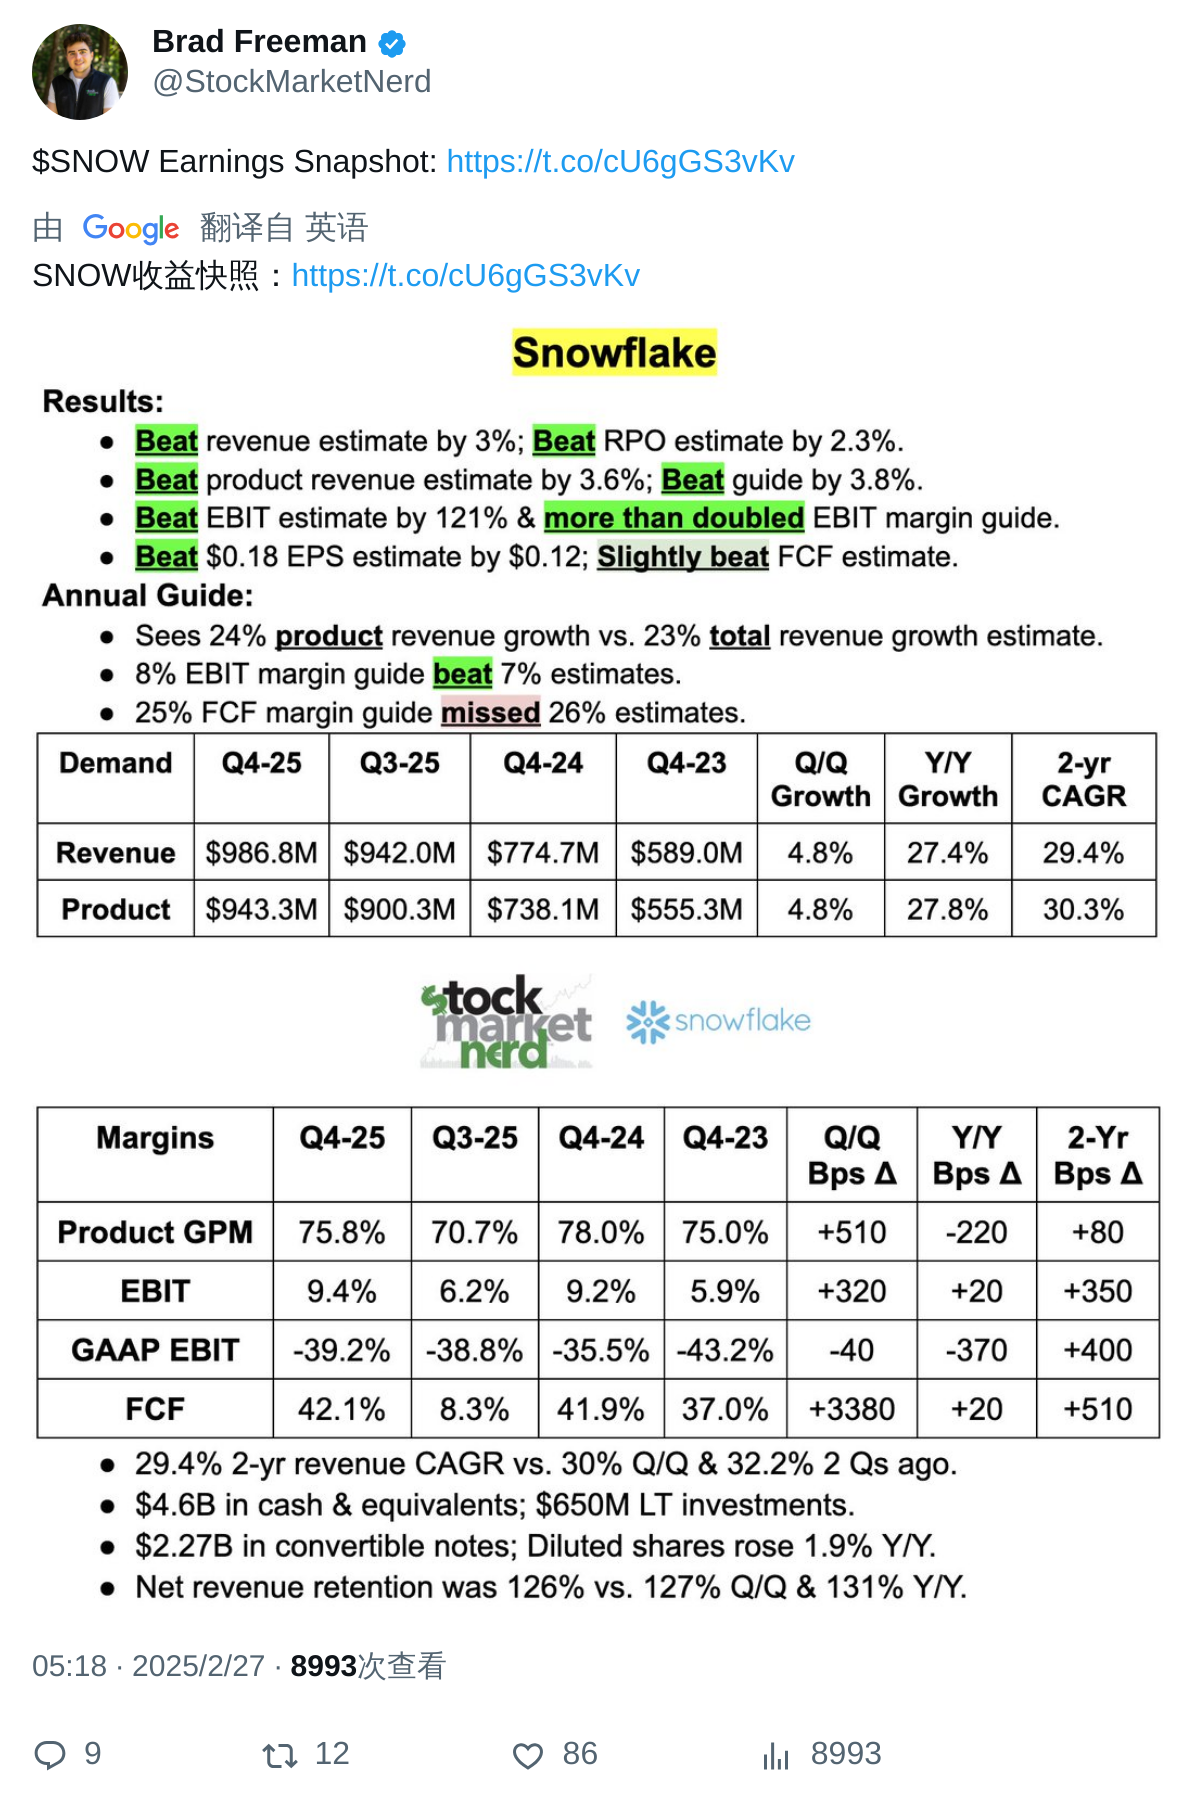 Brad Freeman
@StockMarketNerd
$SNOW Earnings Snapshot: https://t.co/cU6gGS3vKv
由 Google 翻译自 英语
SNOW收益快照：https://t.co/cU6gGS3vKv
Snowflake
Results:
● Beat revenue estimate by 3%; Beat RPO estimate by 2.3%.
● Beat product revenue estimate by 3.6%; Beat guide by 3.8%.
● Beat EBIT estimate by 121% & more than doubled EBIT margin guide.
● Beat $0.18 EPS estimate by $0.12; Slightly beat FCF estimate.
Annual Guide:
● Sees 24% product revenue growth vs. 23% total revenue growth estimate.
● 8% EBIT margin guide beat 7% estimates.
● 25% FCF margin guide missed 26% estimates.
Demand Q4-25 Q3-25 Q4-24 Q4-23 Q/Q Growth Y/Y Growth 2-yr CAGR
Revenue $986.8M $942.0M $774.7M $589.0M 4.8% 27.4% 29.4%
Product $943.3M $900.3M $738.1M $555.3M 4.8% 27.8% 30.3%
$tock
market
nerd
snowflake
Margins Q4-25 Q3-25 Q4-24 Q4-23 Q/Q Bps Δ Y/Y Bps Δ 2-Yr Bps Δ
Product GPM 75.8% 70.7% 78.0% 75.0% +510 -220 +80
EBIT 9.4% 6.2% 9.2% 5.9% +320 +20 +350
GAAP EBIT -39.2% -38.8% -35.5% -43.2% -40 -370 +400
FCF 42.1% 8.3% 41.9% 37.0% +3380 +20 +510
● 29.4% 2-yr revenue CAGR vs. 30% Q/Q & 32.2% 2 Qs ago.
● $4.6B in cash & equivalents; $650M LT investments.
● $2.27B in convertible notes; Diluted shares rose 1.9% Y/Y.
● Net revenue retention was 126% vs. 127% Q/Q & 131% Y/Y.
05:18 · 2025/2/27 · 8993次查看
9 12 86 8993